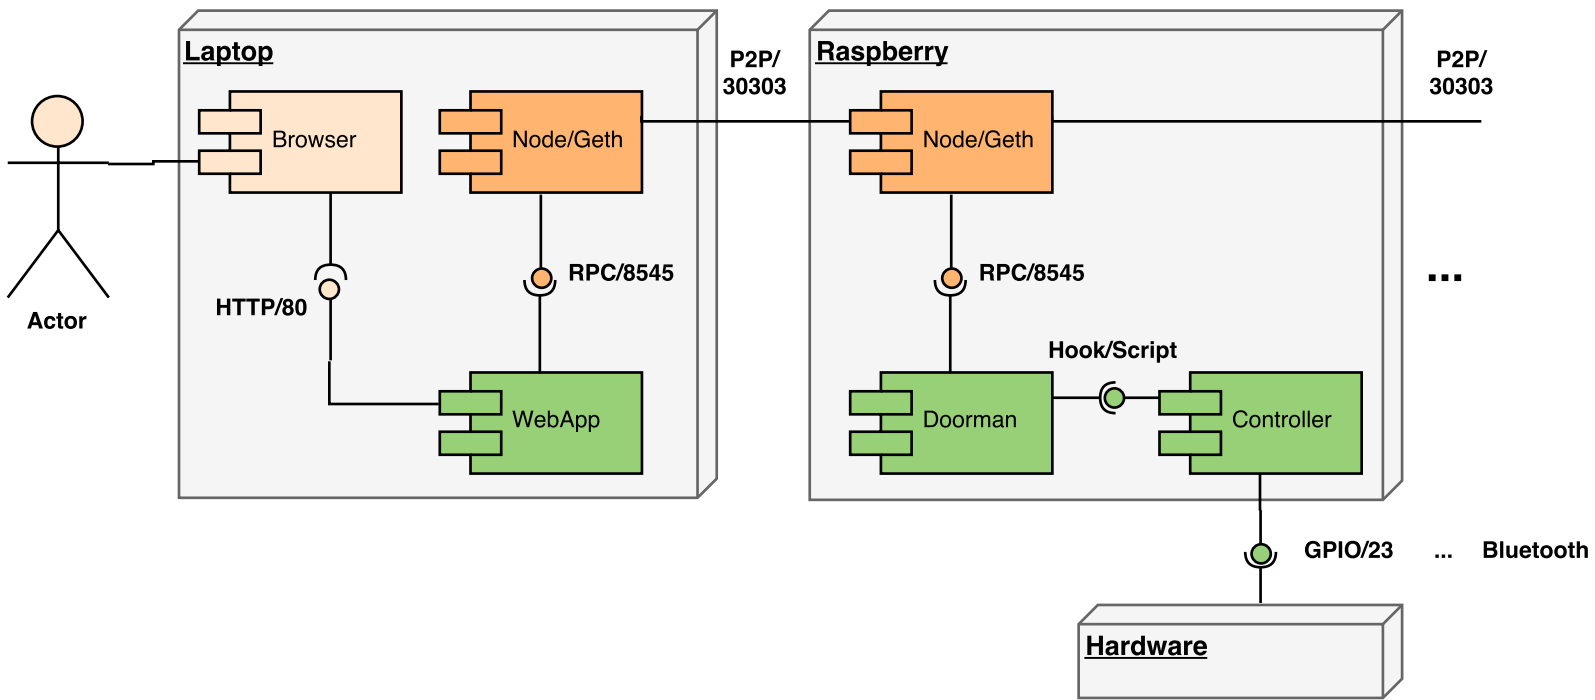 Laptop
P2P/
30303
Raspberry
P2P/
30303
Browser
Node/Geth
Node/Geth
HTTP/80
RPC/8545
RPC/8545
...
Actor
Hook/Script
WebApp
Doorman
Controller
GPIO/23 ... Bluetooth
Hardware